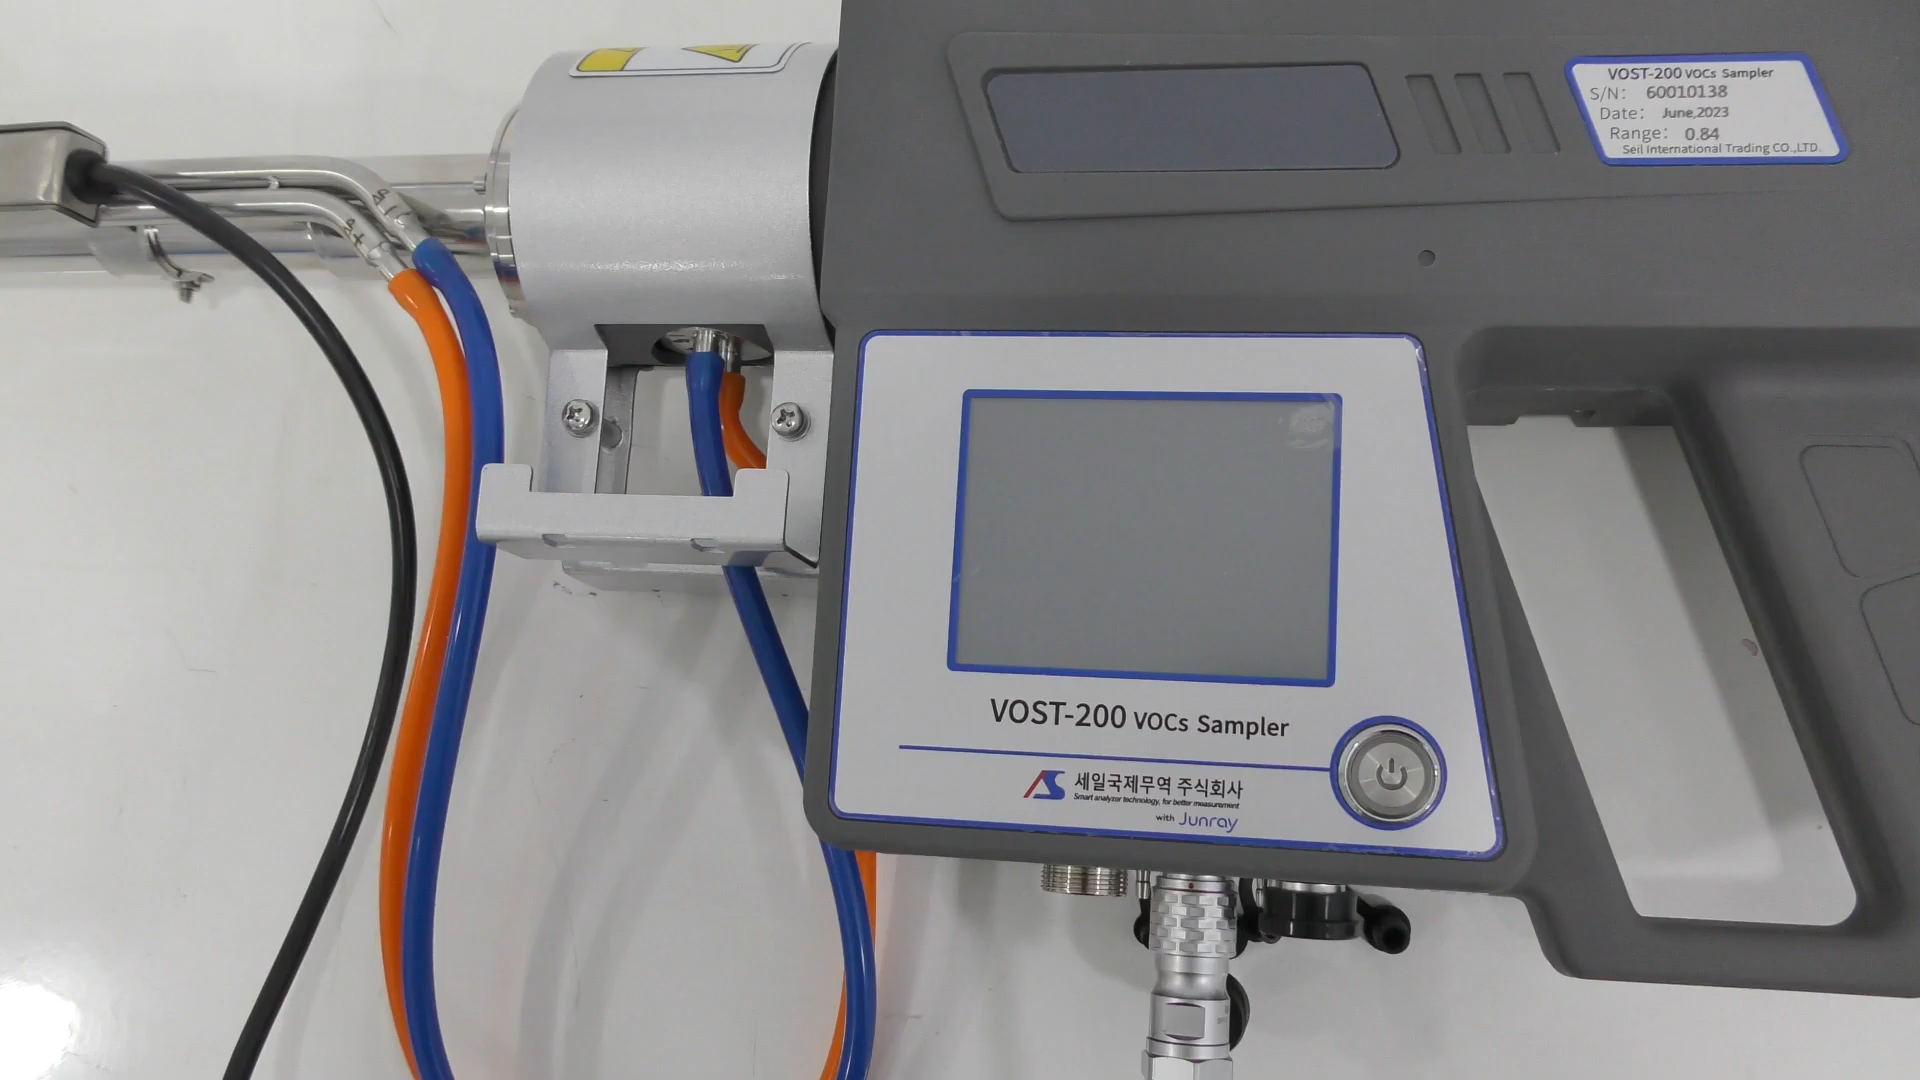 VOST-200 VOCs Sampler
S/N: 60010138
Date: June,2023
Range: 0.84
Seil International Trading CO.,LTD.
VOST-200 VOCs Sampler
세일국제무역 주식회사
Smart analyzer technology, for better measurement
with Junray